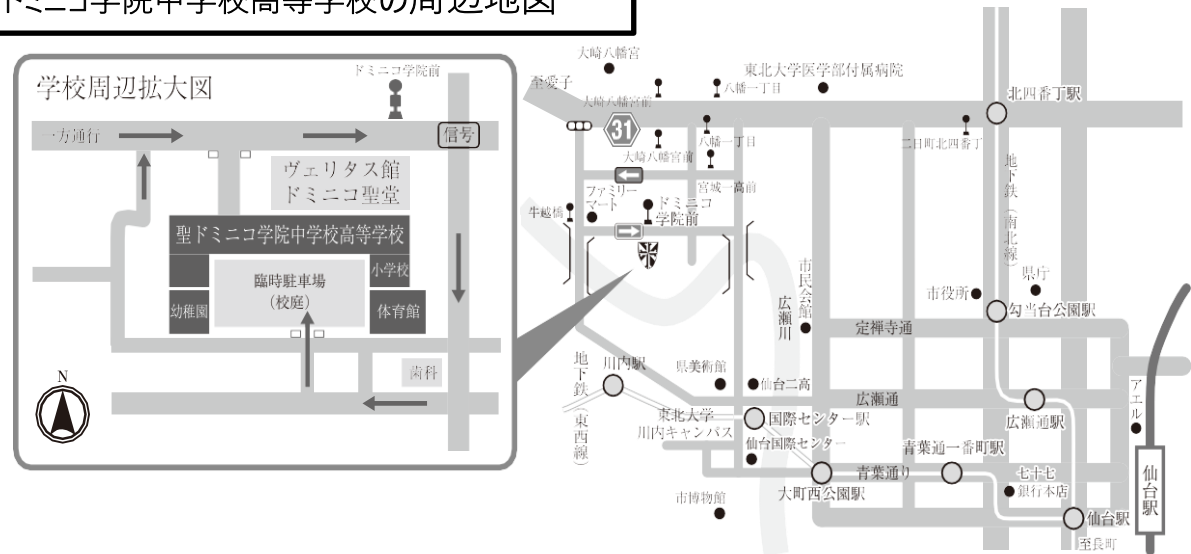 ドミニコ学院中学校高等学校の周辺地図
学校周辺拡大図
ドミニコ学院前
一方通行
信号
ヴェリタス館
ドミニコ聖堂
聖ドミニコ学院中学校高等学校
臨時駐車場
(校庭)
小学校
幼稚園
体育館
歯科
N
大崎八幡宮
至愛子
東北大学医学部付属病院
八幡一丁目
大崎八幡宮前
北四番丁駅
31
八幡一丁目
二日町北四番丁
大崎八幡宮前
宮城一高前
地下鉄(南北線)
ファミリー
マート
ドミニコ
学院前
牛越橋
市民会館
県庁
市役所
広瀬川
勾当台公園駅
定禅寺通
地下鉄(東西線)
川内駅
県美術館
仙台二高
広瀬通
アエル
東北大学
川内キャンパス
国際センター駅
広瀬通駅
仙台国際センター
青葉通一番町駅
青葉通り
七十七
銀行本店
大町西公園駅
仙台駅
市博物館
仙台駅
至長町